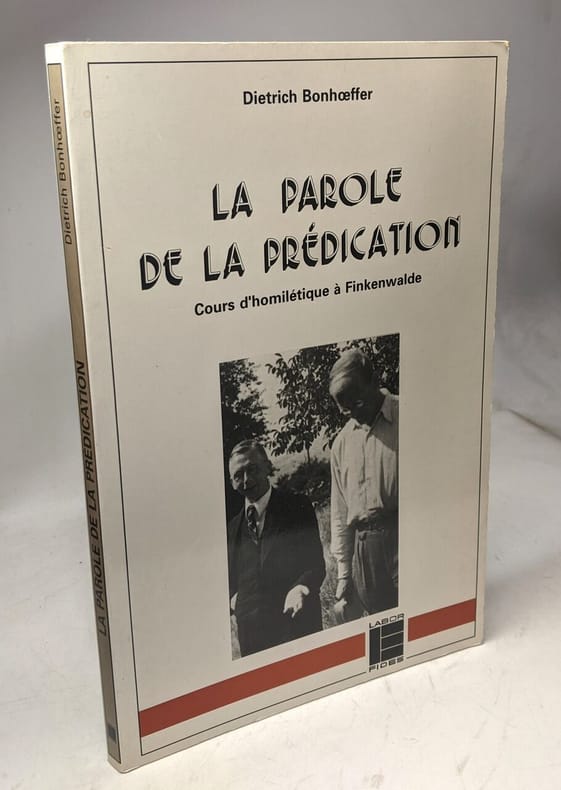 Dietrich Bonhœffer
LA PAROLE
DE LA PRÉDICATION
Cours d'homilétique à Finkenwalde
LABOR
FIDES
Dietrich Bonhœffer
LA PAROLE DE LA PRÉDICATION